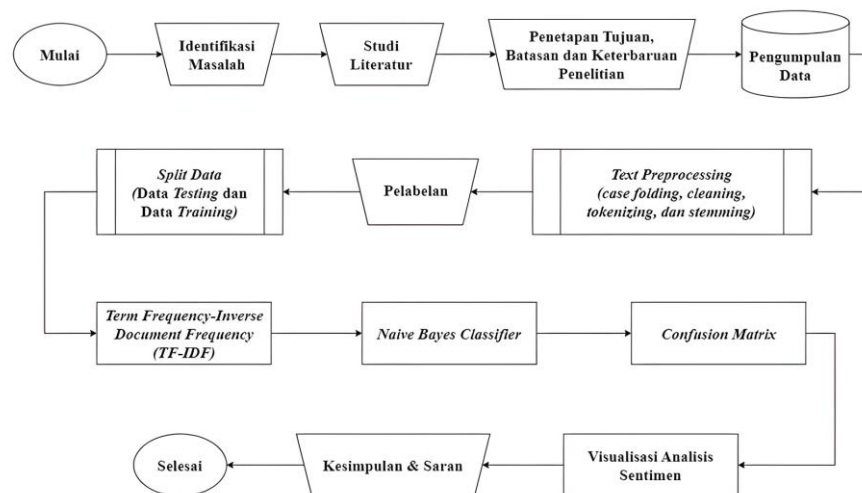 Mulai
Identifikasi
Masalah
Studi
Literatur
Penetapan Tujuan,
Batasan dan Keterbaruan
Penelitian
Pengumpulan
Data
Text Preprocessing
(case folding, cleaning,
tokenizing, dan stemming)
Pelabelan
Split Data
(Data Testing dan
Data Training)
Term Frequency-Inverse
Document Frequency
(TF-IDF)
Naive Bayes Classifier
Confusion Matrix
Visualisasi Analisis
Sentimen
Kesimpulan & Saran
Selesai